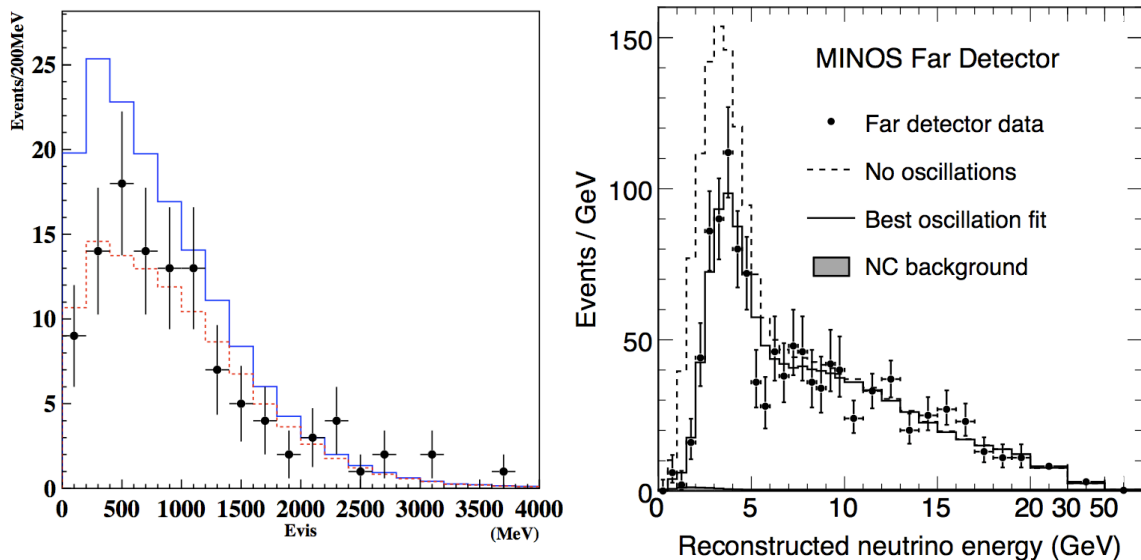 Events/200MeV
25
20
15
10
5
0
0 500 1000 1500 2000 2500 3000 3500 4000
Evis (MeV)
150
100
50
0
Events / GeV
MINOS Far Detector
Far detector data
No oscillations
Best oscillation fit
NC background
0 5 10 15 20 30 50
Reconstructed neutrino energy (GeV)